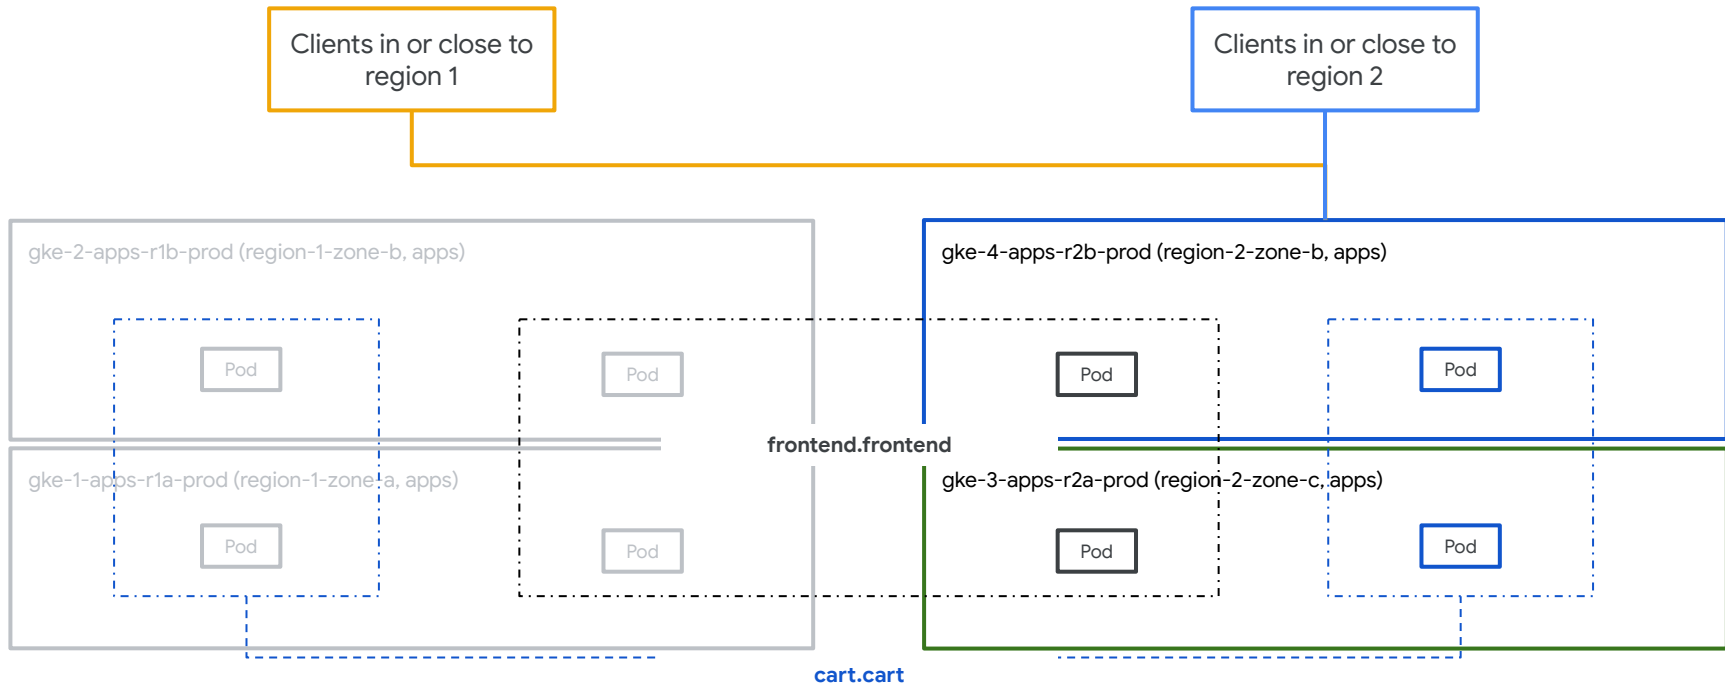 Clients in or close to
region 1
Clients in or close to
region 2
gke-2-apps-r1b-prod (region-1-zone-b, apps)
gke-4-apps-r2b-prod (region-2-zone-b, apps)
Pod
Pod
Pod
Pod
frontend.frontend
gke-1-apps-r1a-prod (region-1-zone-a, apps)
gke-3-apps-r2a-prod (region-2-zone-c, apps)
Pod
Pod
Pod
Pod
cart.cart